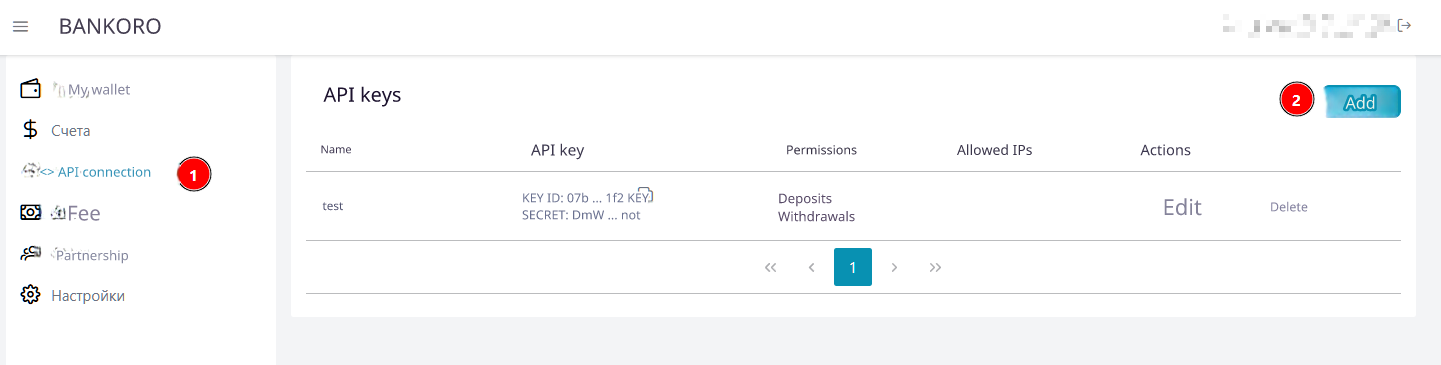 BANKORO
My wallet
Счета
<> API connection
1
Fee
Partnership
Настройки
API keys
2
Add
Name API key Permissions Allowed IPs Actions
test
KEY ID: 07b ... 1f2 KEY
SECRET: DmW ... not
Deposits
Withdrawals
Edit
Delete
<< < 1 > >>